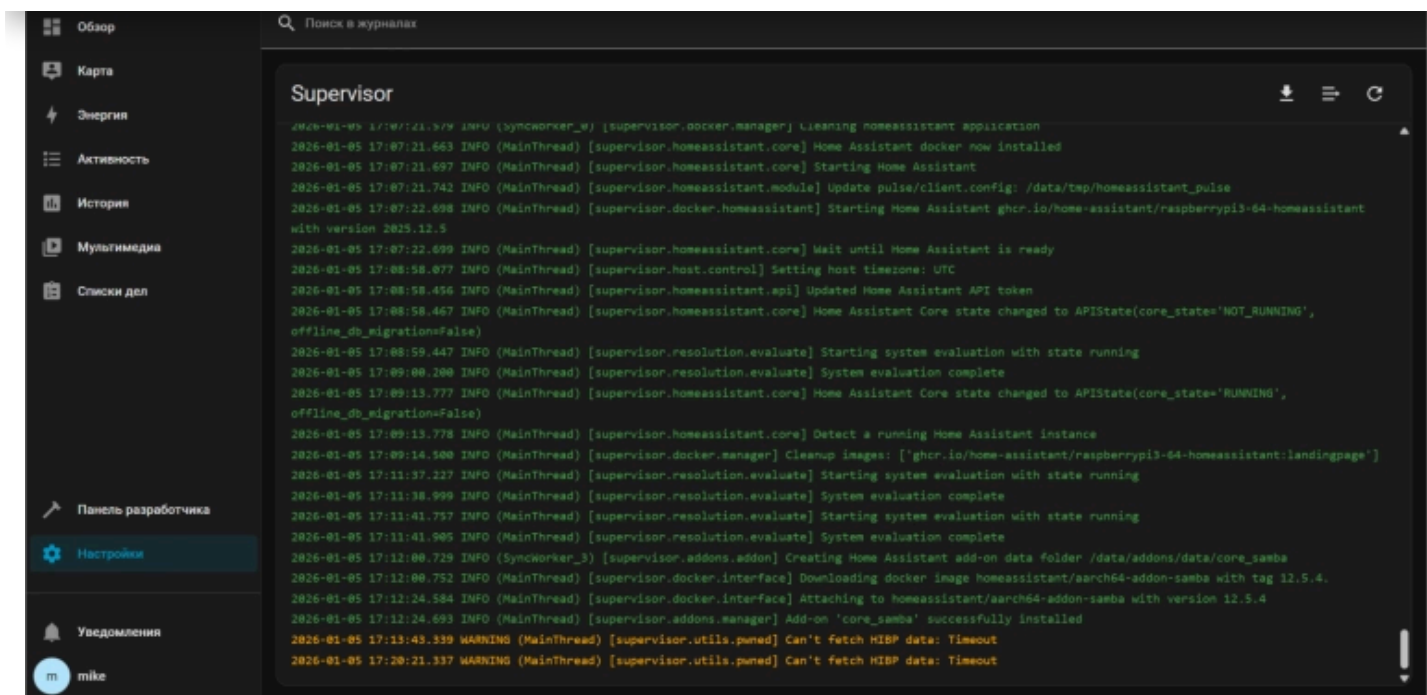 Обзор
Карта
Энергия
Активность
История
Мультимедиа
Списки дел
Панель разработчика
Настройки
Уведомления
m
mike
Поиск в журналах
Supervisor
2026-01-05 17:07:21.579 INFO (SyncWorker_0) [supervisor.docker.manager] Cleaning homeassistant application
2026-01-05 17:07:21.663 INFO (MainThread) [supervisor.homeassistant.core] Home Assistant docker now installed
2026-01-05 17:07:21.697 INFO (MainThread) [supervisor.homeassistant.core] Starting Home Assistant
2026-01-05 17:07:21.742 INFO (MainThread) [supervisor.homeassistant.module] Update pulse/client.config: /data/tmp/homeassistant_pulse
2026-01-05 17:07:22.698 INFO (MainThread) [supervisor.docker.homeassistant] Starting Home Assistant ghcr.io/home-assistant/raspberrypi3-64-homeassistant
with version 2025.12.5
2026-01-05 17:07:22.699 INFO (MainThread) [supervisor.homeassistant.core] Wait until Home Assistant is ready
2026-01-05 17:08:58.077 INFO (MainThread) [supervisor.host.control] Setting host timezone: UTC
2026-01-05 17:08:58.456 INFO (MainThread) [supervisor.homeassistant.api] Updated Home Assistant API token
2026-01-05 17:08:58.467 INFO (MainThread) [supervisor.homeassistant.core] Home Assistant Core state changed to APIState(core_state='NOT_RUNNING',
offline_db_migration=False)
2026-01-05 17:08:59.447 INFO (MainThread) [supervisor.resolution.evaluate] Starting system evaluation with state running
2026-01-05 17:09:00.200 INFO (MainThread) [supervisor.resolution.evaluate] System evaluation complete
2026-01-05 17:09:13.777 INFO (MainThread) [supervisor.homeassistant.core] Home Assistant Core state changed to APIState(core_state='RUNNING',
offline_db_migration=False)
2026-01-05 17:09:13.778 INFO (MainThread) [supervisor.homeassistant.core] Detect a running Home Assistant instance
2026-01-05 17:09:14.500 INFO (MainThread) [supervisor.docker.manager] Cleanup images: ['ghcr.io/home-assistant/raspberrypi3-64-homeassistant:landingpage']
2026-01-05 17:11:37.227 INFO (MainThread) [supervisor.resolution.evaluate] Starting system evaluation with state running
2026-01-05 17:11:38.999 INFO (MainThread) [supervisor.resolution.evaluate] System evaluation complete
2026-01-05 17:11:41.757 INFO (MainThread) [supervisor.resolution.evaluate] Starting system evaluation with state running
2026-01-05 17:11:41.905 INFO (MainThread) [supervisor.resolution.evaluate] System evaluation complete
2026-01-05 17:12:00.729 INFO (SyncWorker_3) [supervisor.addons.addon] Creating Home Assistant add-on data folder /data/addons/data/core_samba
2026-01-05 17:12:00.752 INFO (MainThread) [supervisor.docker.interface] Downloading docker image homeassistant/aarch64-addon-samba with tag 12.5.4.
2026-01-05 17:12:24.584 INFO (MainThread) [supervisor.docker.interface] Attaching to homeassistant/aarch64-addon-samba with version 12.5.4
2026-01-05 17:12:24.693 INFO (MainThread) [supervisor.addons.manager] Add-on 'core_samba' successfully installed
2026-01-05 17:13:43.339 WARNING (MainThread) [supervisor.utils.pwned] Can't fetch HIBP data: Timeout
2026-01-05 17:20:21.337 WARNING (MainThread) [supervisor.utils.pwned] Can't fetch HIBP data: Timeout